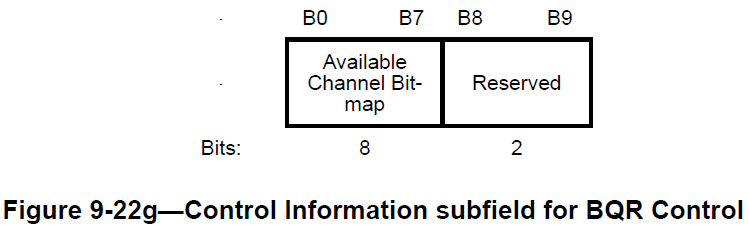 B0 B7 B8 B9
Available
Channel Bit-
map
Reserved
Bits: 8 2
Figure 9-22g—Control Information subfield for BQR Control